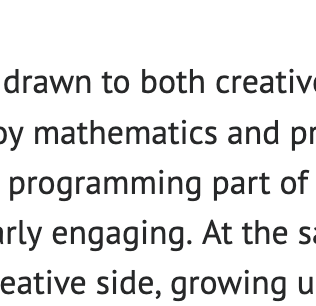 drawn to both creative
by mathematics and pr
programming part of
arly engaging. At the sa
eative side, growing u